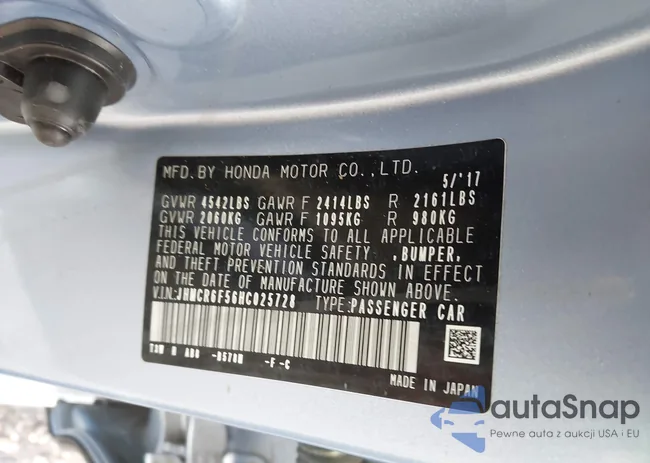 MFD.BY HONDA MOTOR CO.,LTD. 5/'17
GVWR 4542LBS GAWR F 2414LBS R 2161LBS
GVWR 2060KG GAWR F 1095KG R 980KG
THIS VEHICLE CONFORMS TO ALL APPLICABLE
FEDERAL MOTOR VEHICLE SAFETY ,BUMPER,
AND THEFT PREVENTION STANDARDS IN EFFECT
ON THE DATE OF MANUFACTURE SHOWN ABOVE.
V.IN:JHMCR6F56HC025728 TYPE:PASSENGER CAR
-B578M -F -C
MADE IN JAPAN
autaSnap
Pewne auta z aukcji USA · EU